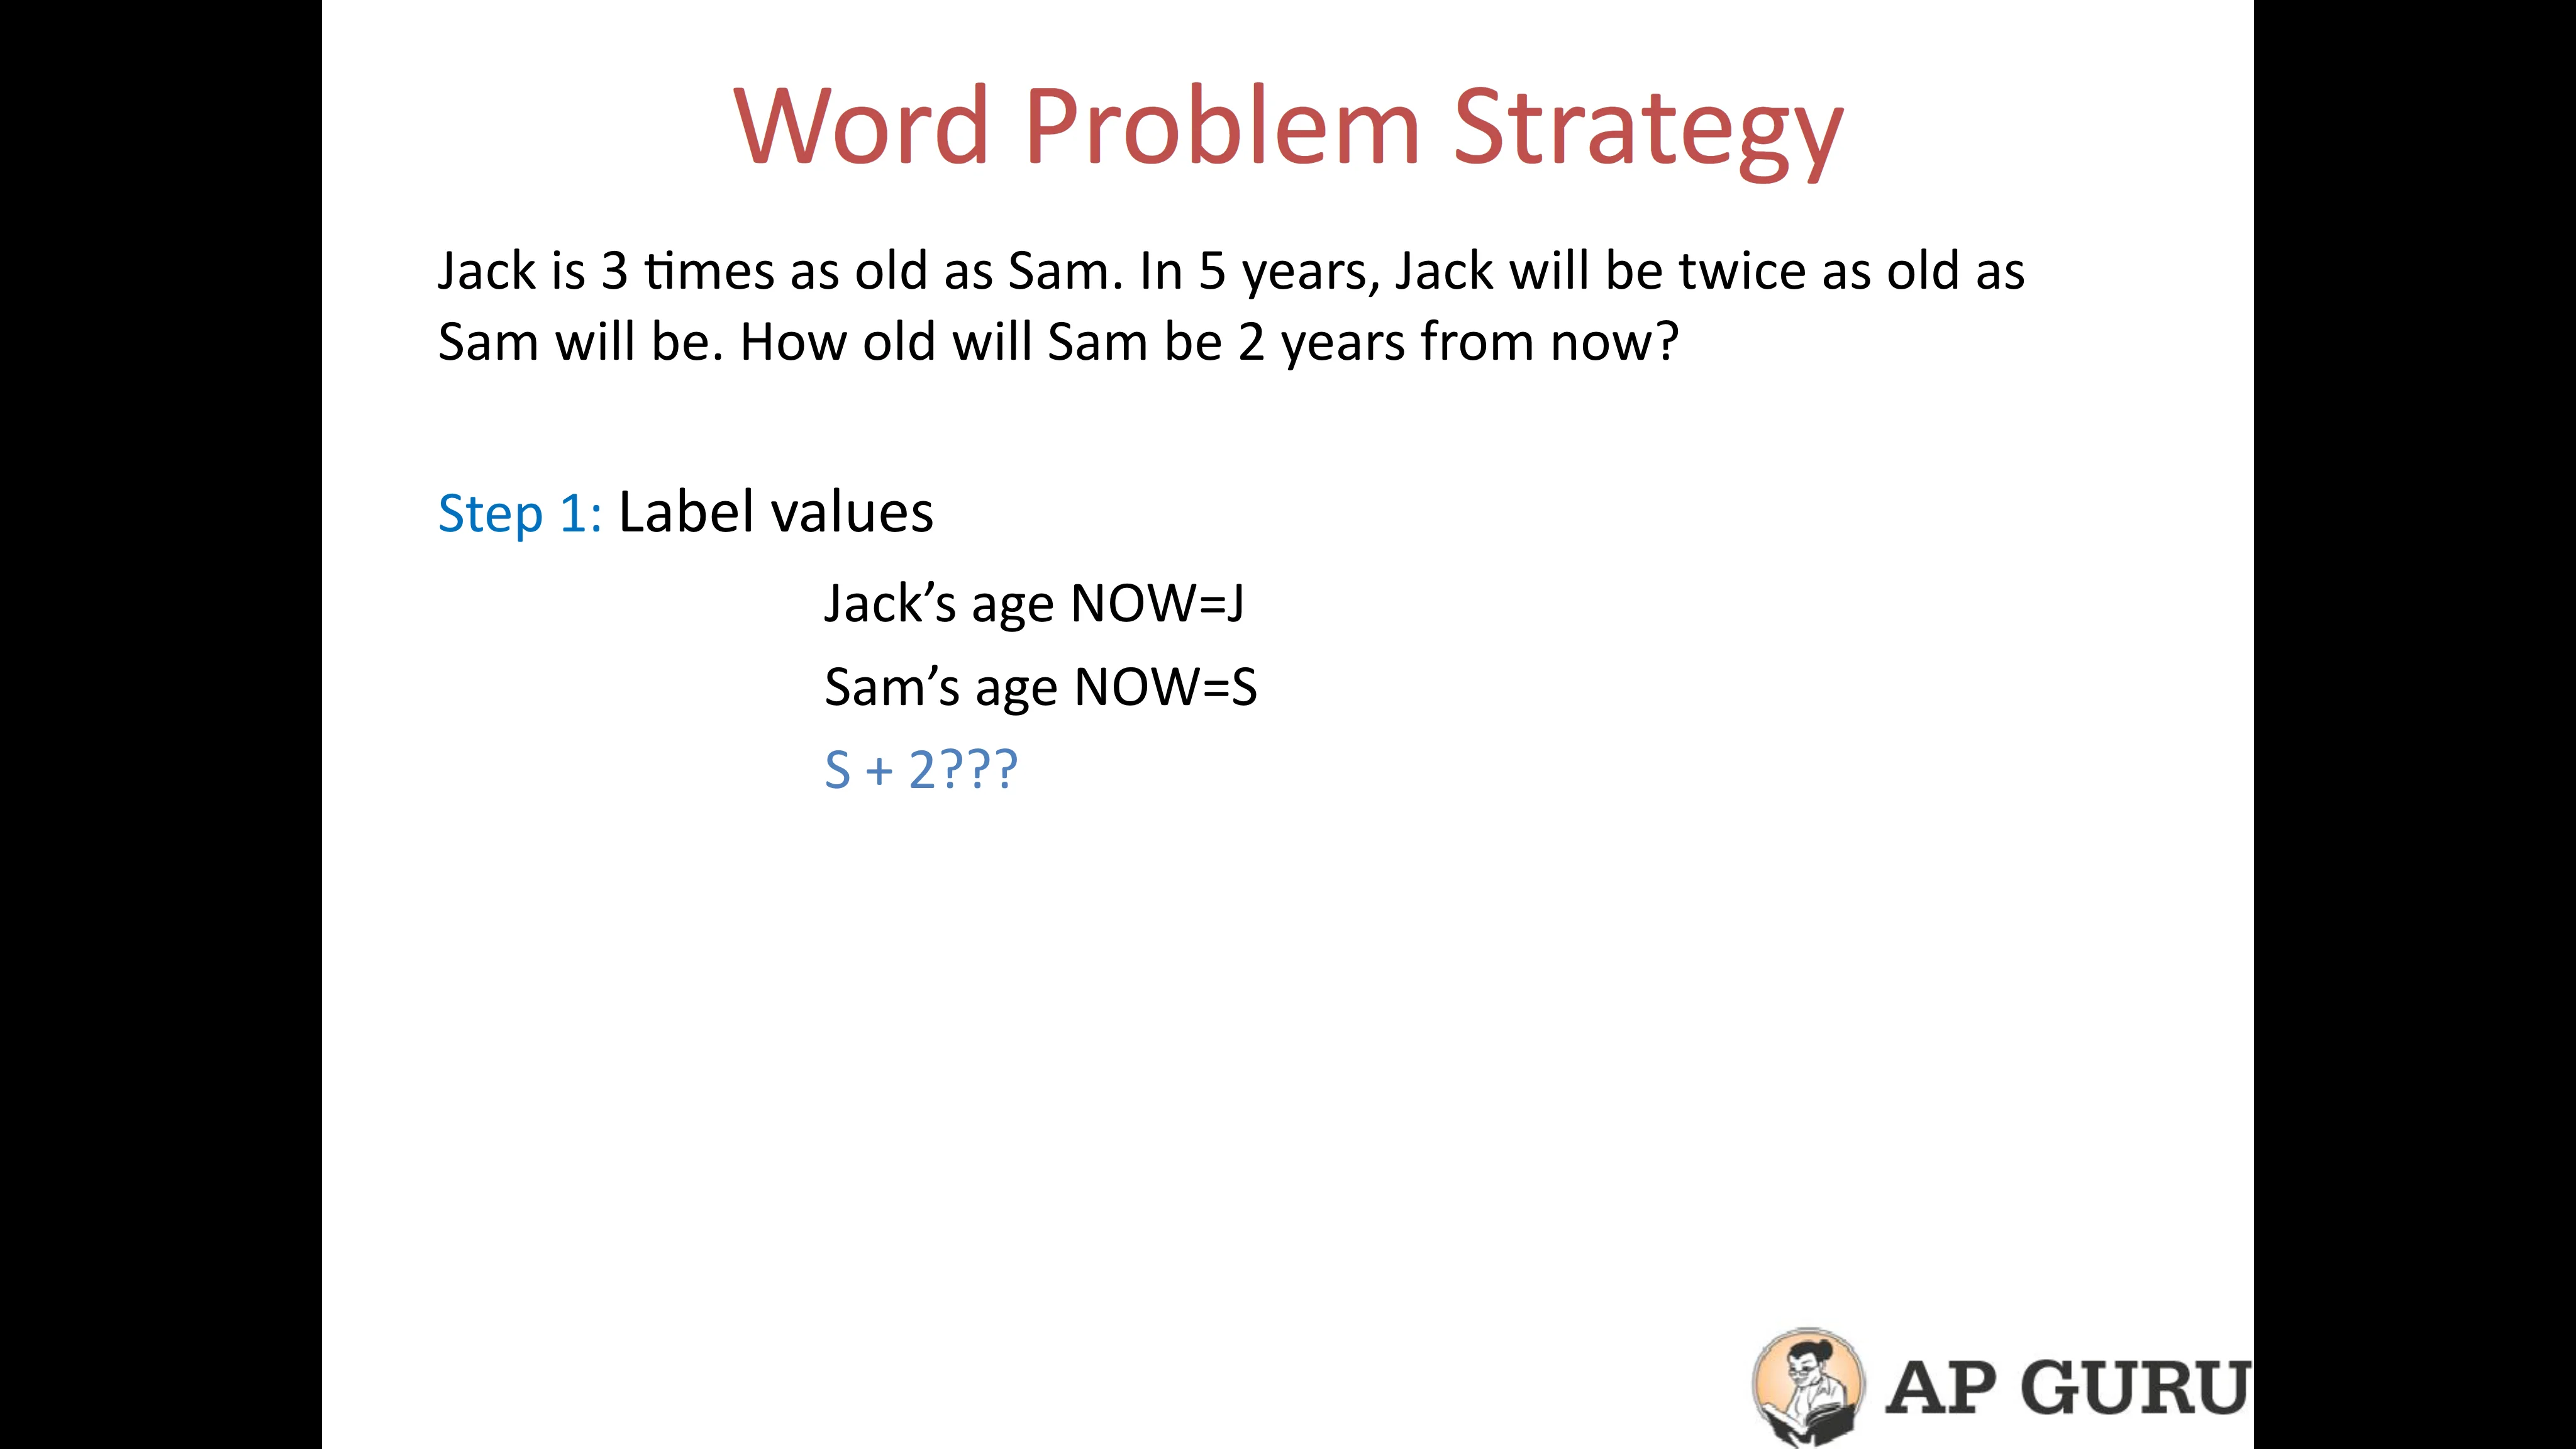 Word Problem Strategy
Jack is 3 times as old as Sam. In 5 years, Jack will be twice as old as
Sam will be. How old will Sam be 2 years from now?
Step 1: Label values
Jack’s age NOW=J
Sam’s age NOW=S
S + 2???
AP GURU